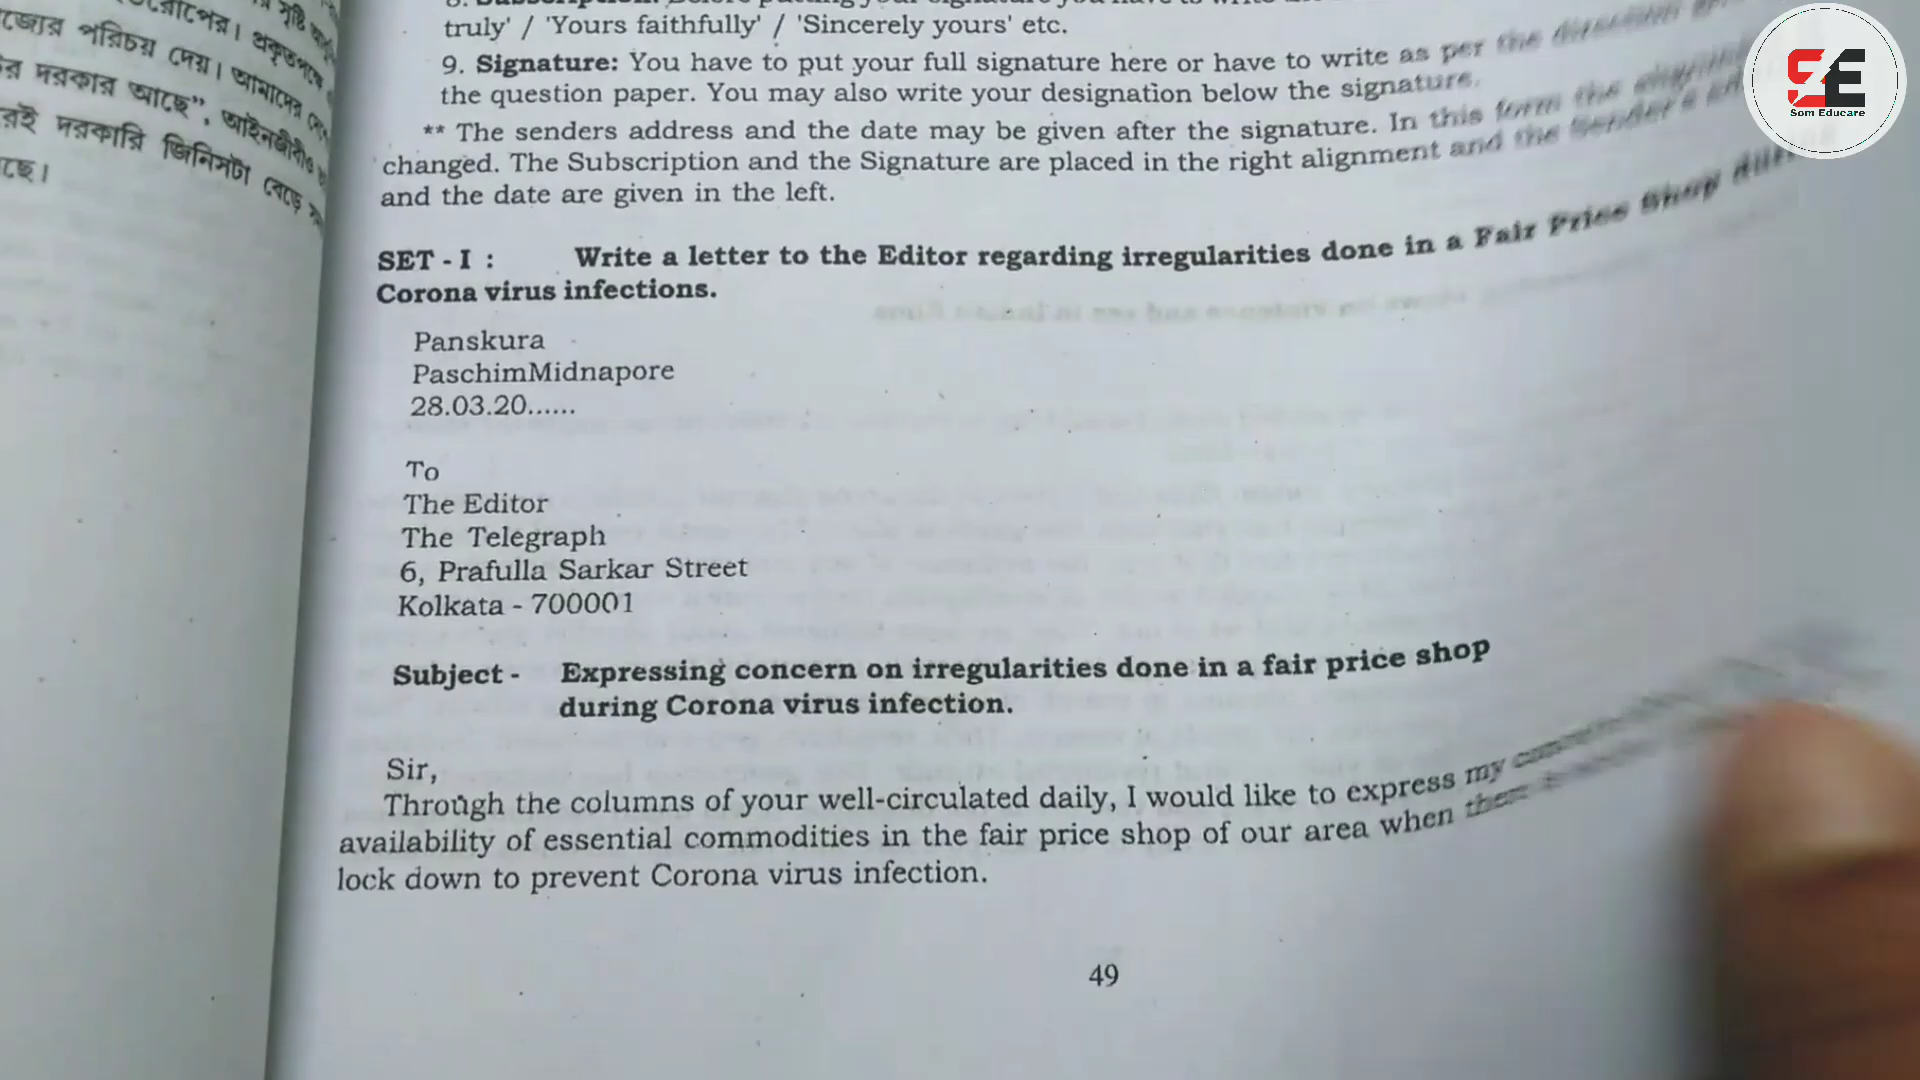 রোপের। প্রকৃতপক্ষে
জোর পরিচয় দেয়। আমাদের
দরকার আছে”, আইনজীবীও
রই দরকারি জিনিসটা বেড়ে
ছে।
truly' / 'Yours faithfully' / 'Sincerely yours' etc.
9. Signature: You have to put your full signature here or have to write as per the direction
the question paper. You may also write your designation below the signature.
** The senders address and the date may be given after the signature. In this form the
changed. The Subscription and the Signature are placed in the right alignment and the Sender's
and the date are given in the left.
SET - I : Write a letter to the Editor regarding irregularities done in a Fair Price Shop
Corona virus infections.
Panskura
PaschimMidnapore
28.03.20......
To
The Editor
The Telegraph
6, Prafulla Sarkar Street
Kolkata - 700001
Subject - Expressing concern on irregularities done in a fair price shop
during Corona virus infection.
Sir,
Through the columns of your well-circulated daily, I would like to express my
availability of essential commodities in the fair price shop of our area when
lock down to prevent Corona virus infection.
49
SE
Som Educare